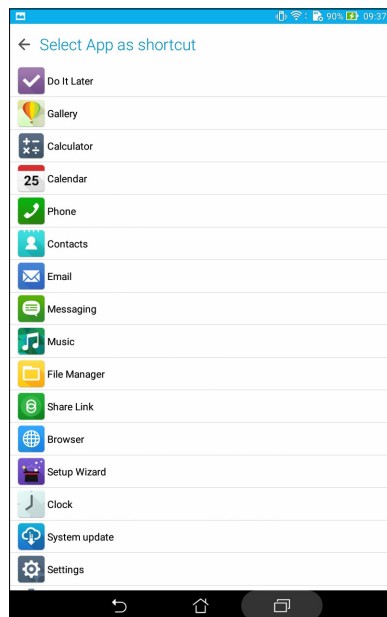 90% 09:37
Select App as shortcut
Do It Later
Gallery
Calculator
25 Calendar
Phone
Contacts
Email
Messaging
Music
File Manager
Share Link
Browser
Setup Wizard
Clock
System update
Settings